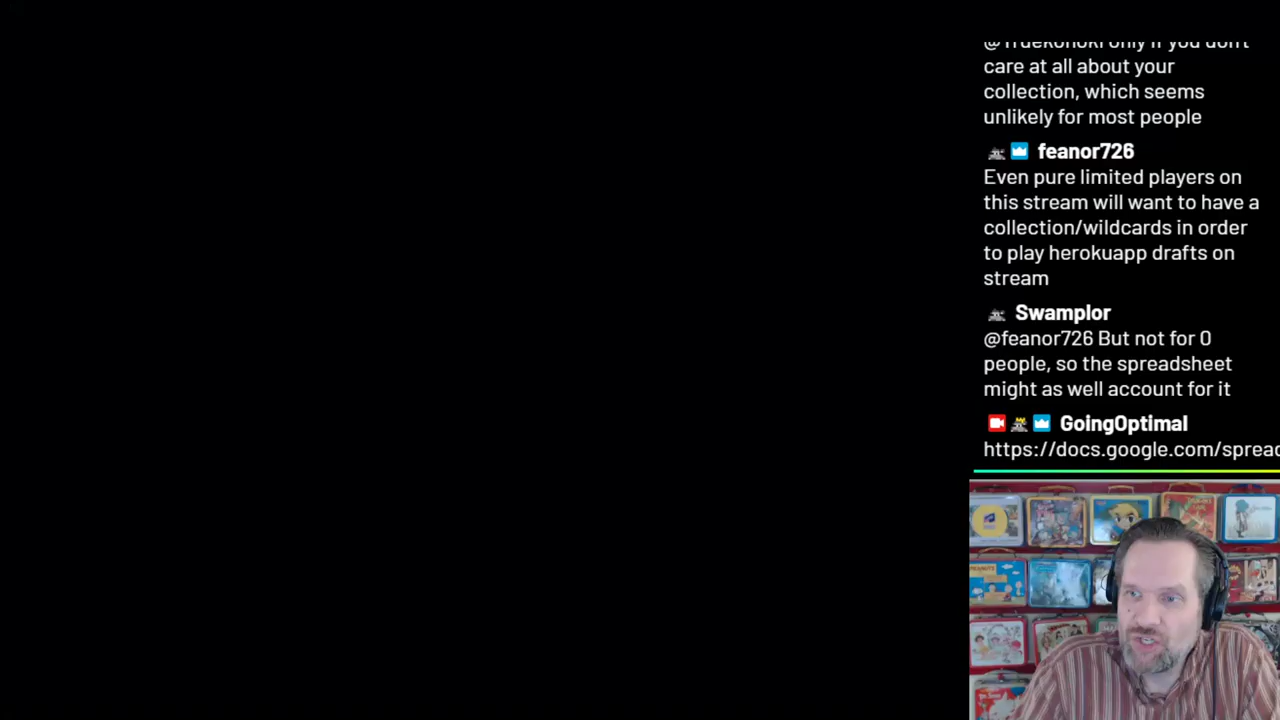 only if you don't
care at all about your
collection, which seems
unlikely for most people
feanor726
Even pure limited players on
this stream will want to have a
collection/wildcards in order
to play herokuapp drafts on
stream
Swamplor
@feanor726 But not for 0
people, so the spreadsheet
might as well account for it
GoingOptimal
https://docs.google.com/spread